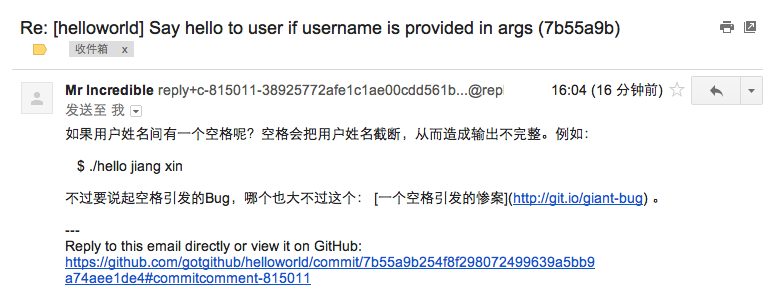 Re: [helloworld] Say hello to user if username is provided in args (7b55a9b)
收件箱 x
Mr Incredible reply+c-815011-38925772afe1c1ae00cdd561b...@repl 16:04 (16 分钟前)
发送至 我
如果用户姓名间有一个空格呢？空格会把用户姓名截断，从而造成输出不完整。例如：
$ ./hello jiang xin
不过要说起空格引发的Bug，哪个也大不过这个： [一个空格引发的惨案](http://git.io/giant-bug) 。
---
Reply to this email directly or view it on GitHub:
https://github.com/gotgithub/helloworld/commit/7b55a9b254f8f298072499639a5bb9
a74aee1de4#commitcomment-815011